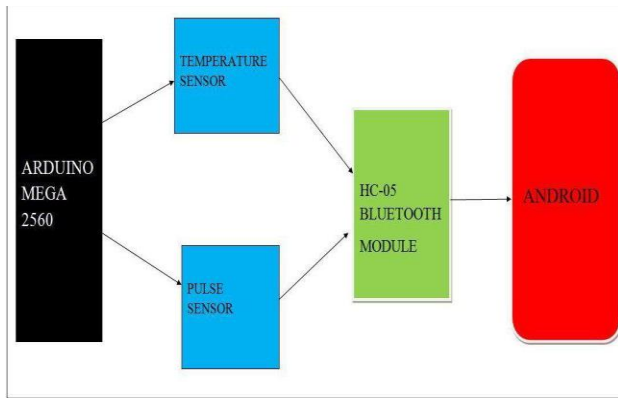 TEMPERATURE
SENSOR
ARDUINO
MEGA
2560
HC-05
BLUETOOTH
MODULE
ANDROID
PULSE
SENSOR